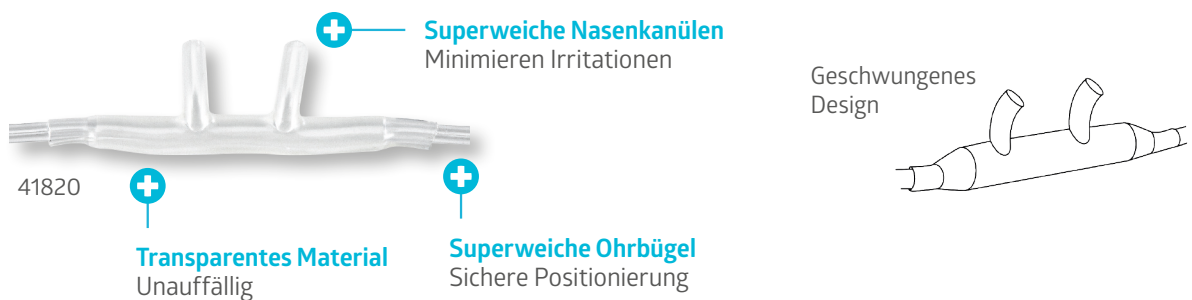 Superweiche Nasenkanülen
Minimieren Irritationen
Geschwungenes
Design
41820
Transparentes Material
Unauffällig
Superweiche Ohrbügel
Sichere Positionierung